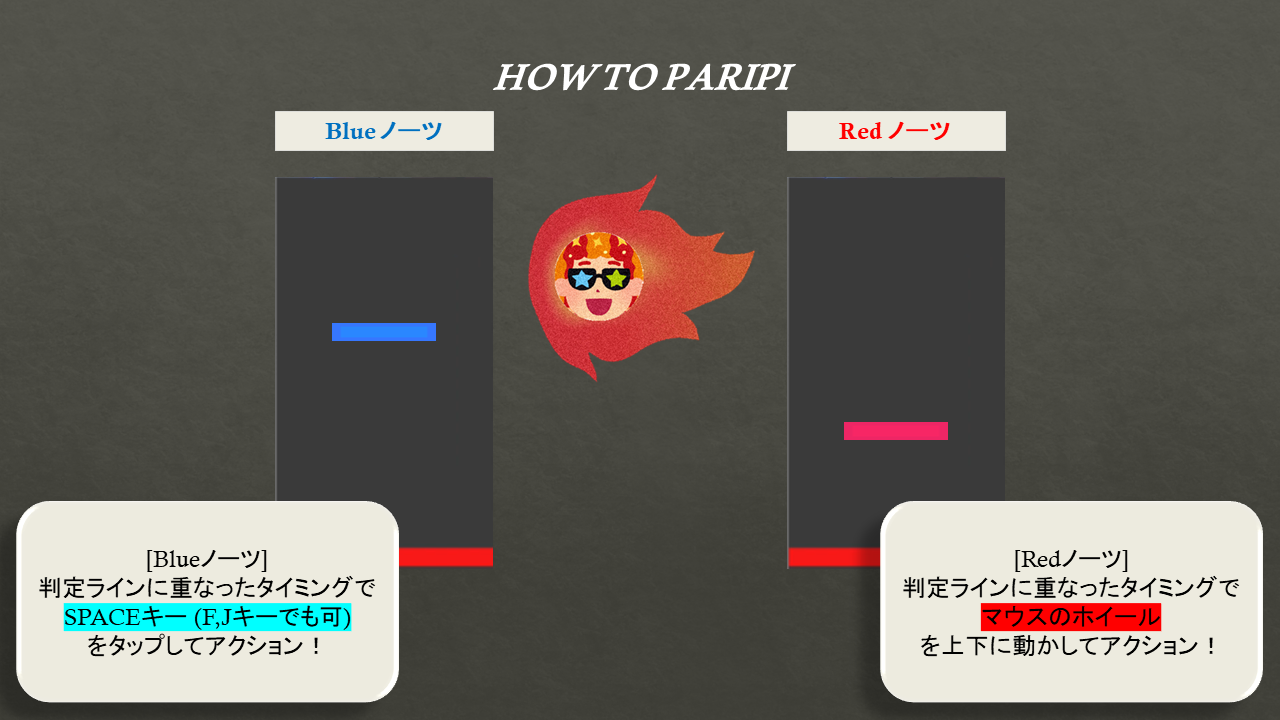 HOW TO PARIPI
Blueノーツ
Red ノーツ
[Blueノーツ]
判定ラインに重なったタイミングで
SPACEキー (F,Jキーでも可)
をタップしてアクション！
[Redノーツ]
判定ラインに重なったタイミングで
マウスのホイール
を上下に動かしてアクション！